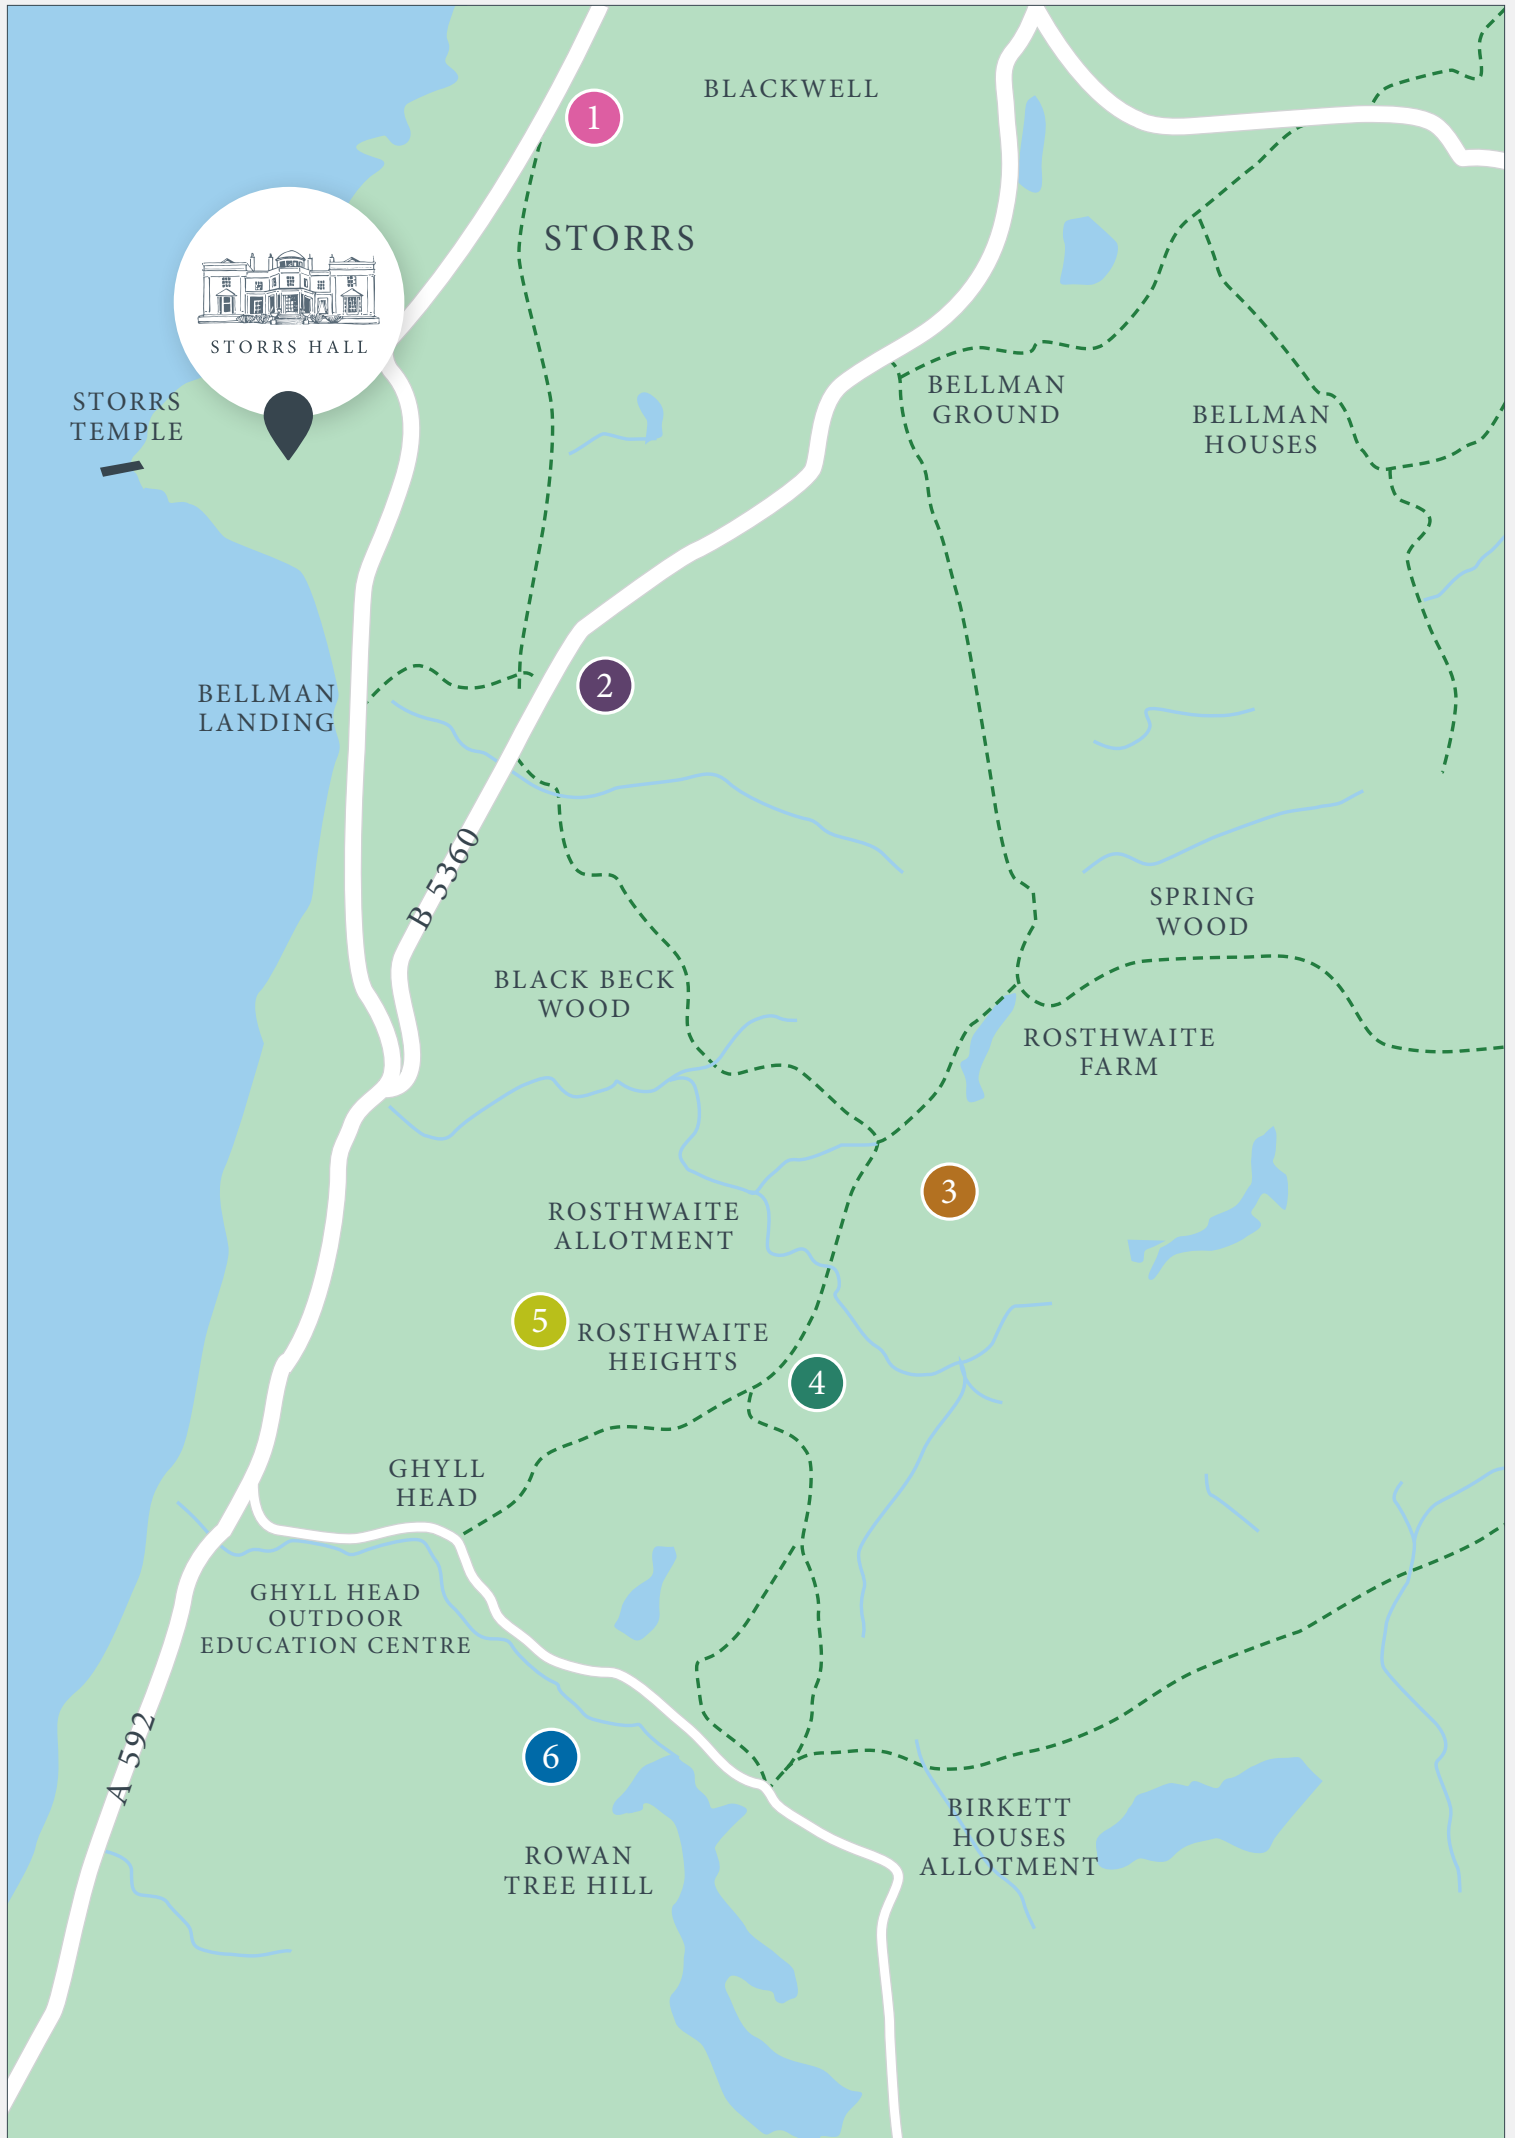 BLACKWELL
1
STORRS
STORRS HALL
STORRS
TEMPLE
BELLMAN
GROUND
BELLMAN
HOUSES
2
BELLMAN
LANDING
B 5360
SPRING
WOOD
BLACK BECK
WOOD
ROSTHWAITE
FARM
3
ROSTHWAITE
ALLOTMENT
5
ROSTHWAITE
HEIGHTS
4
GHYLL
HEAD
GHYLL HEAD
OUTDOOR
EDUCATION CENTRE
A 592
6
BIRKETT
HOUSES
ALLOTMENT
ROWAN
TREE HILL